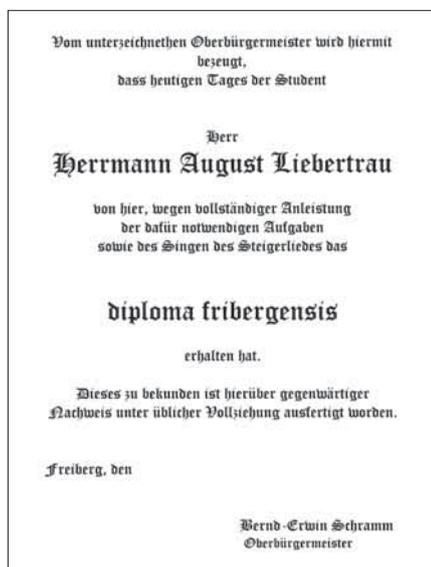 Vom unterzeichnethen Oberbürgermeister wird hiermit
bezeugt,
dass heutigen Tages der Student
Herr
Herrmann August Liebertrau
von hier, wegen vollständiger Anleistung
der dafür notwendigen Aufgaben
sowie des Singen des Steigerliedes das
diploma fribergensis
erhalten hat.
Dieses zu bekunden ist hierüber gegenwärtiger
Nachweis unter üblicher Vollziehung ausfertigt worden.
Freiberg, den
Bernd-Erwin Schramm
Oberbürgermeister